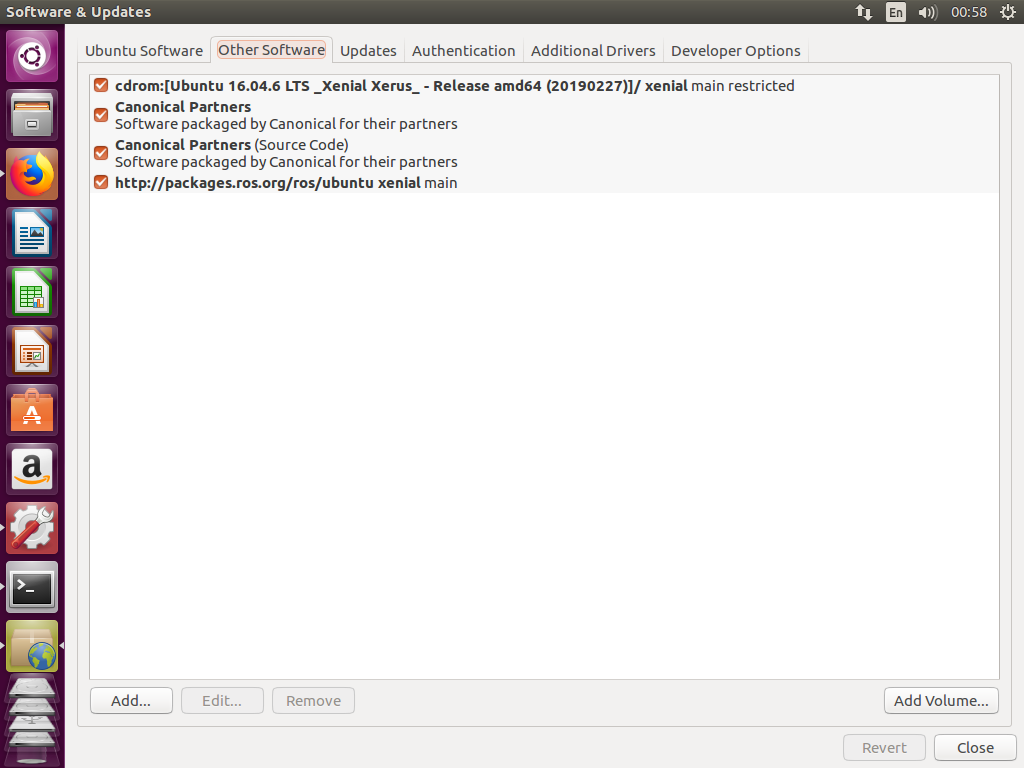 Software & Updates
En
00:58
Ubuntu Software
Other Software
Updates
Authentication
Additional Drivers
Developer Options
cdrom:[Ubuntu 16.04.6 LTS _Xenial Xerus_ - Release amd64 (20190227)]/ xenial main restricted
Canonical Partners
Software packaged by Canonical for their partners
Canonical Partners (Source Code)
Software packaged by Canonical for their partners
http://packages.ros.org/ros/ubuntu xenial main
Add...
Edit...
Remove
Add Volume...
Revert
Close